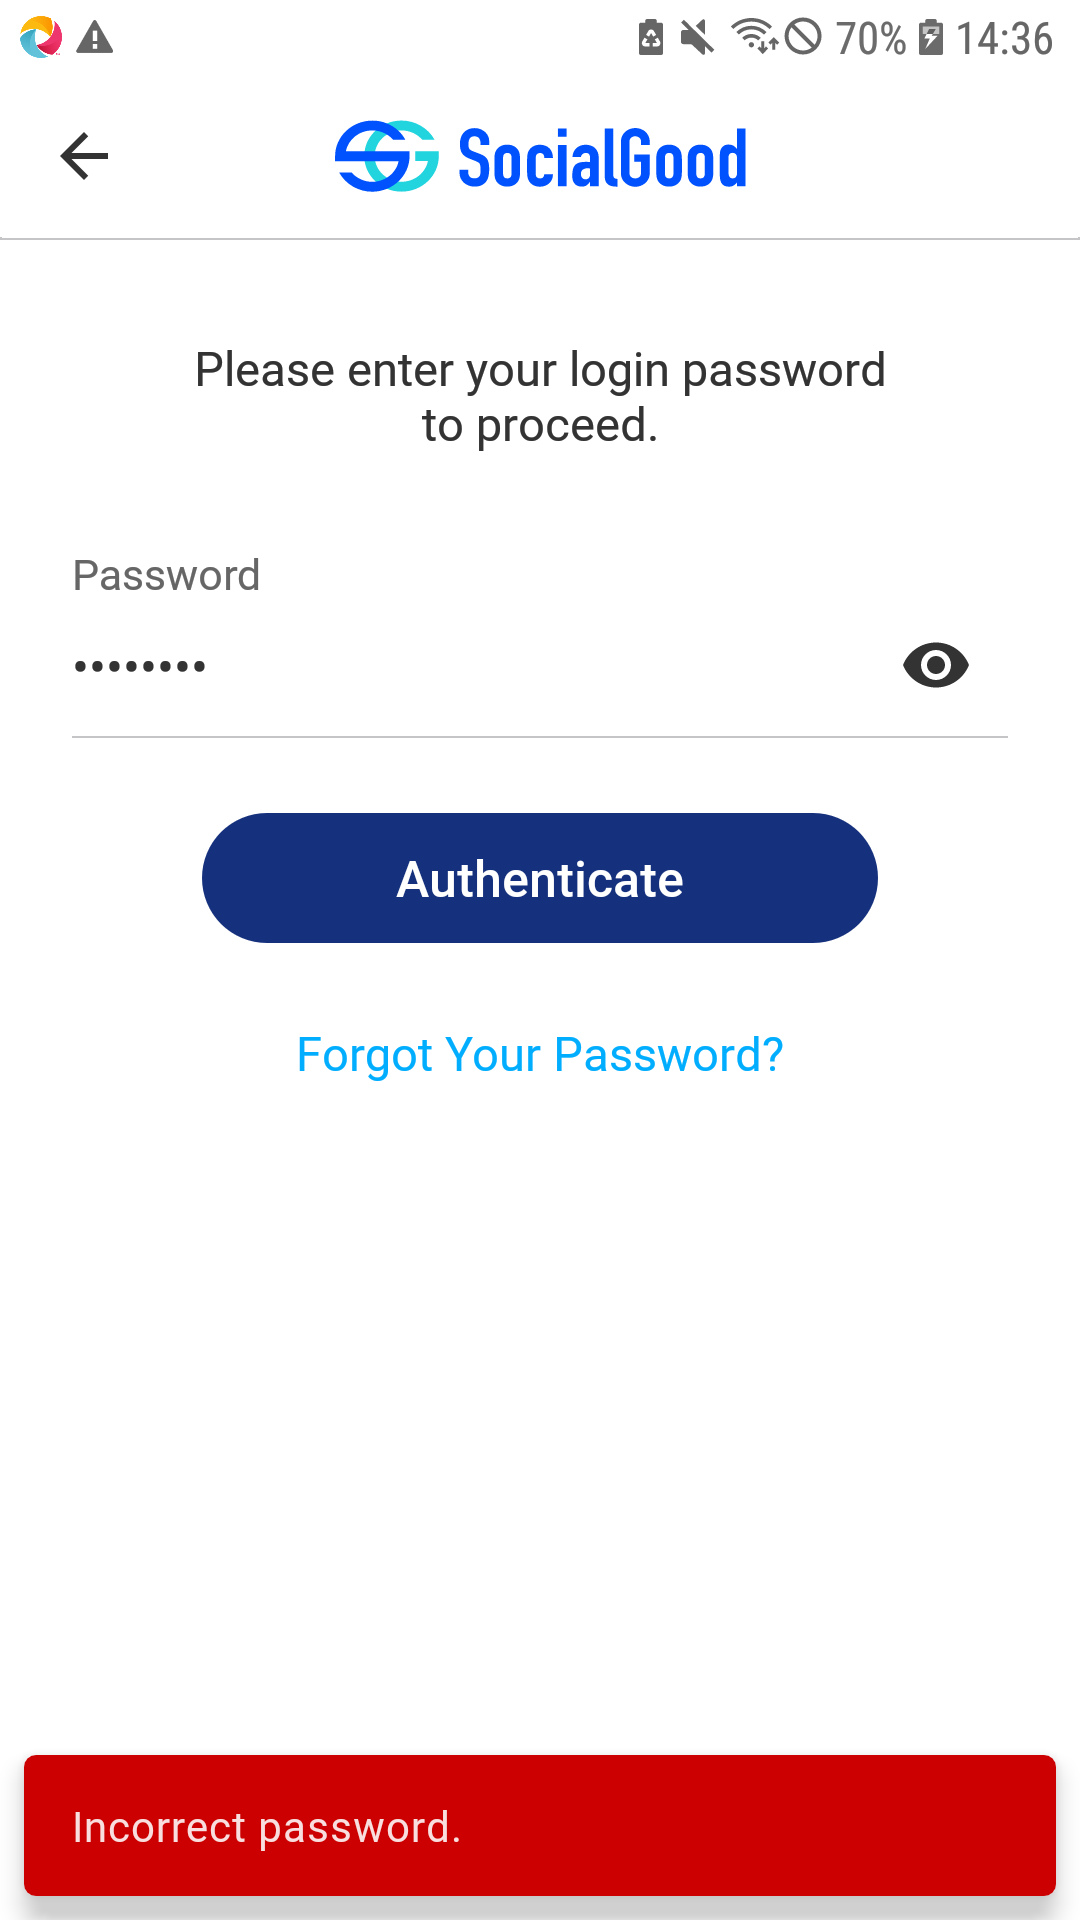 70% 14:36
SocialGood
Please enter your login password
to proceed.
Password
••••••••
Authenticate
Forgot Your Password?
Incorrect password.